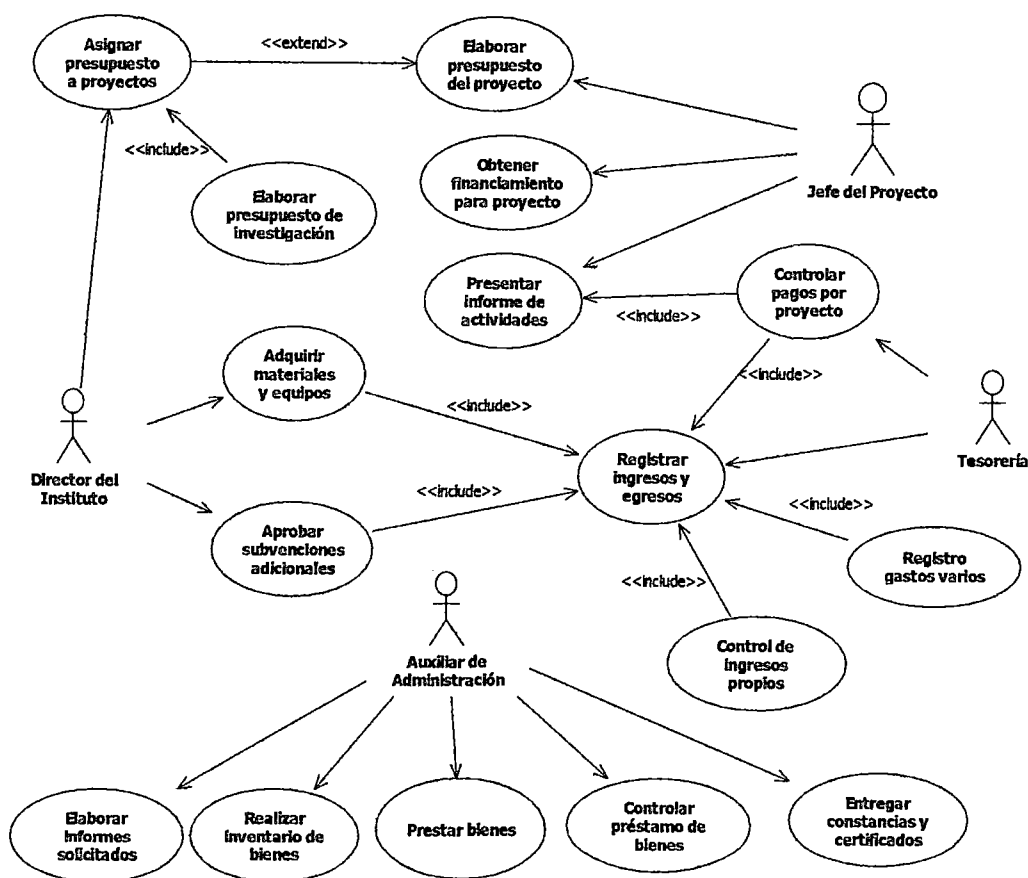 Asignar
presupuesto
a proyectos
<<extend>>
Elaborar
presupuesto
del proyecto
<<include>>
Elaborar
presupuesto de
investigación
Obtener
financiamiento
para proyecto
Jefe del Proyecto
Presentar
informe de
actividades
<<include>>
Controlar
pagos por
proyecto
Adquirir
materiales
y equipos
<<include>>
<<include>>
Director del
Instituto
Registrar
ingresos y
egresos
Tesorería
<<include>>
Aprobar
subvenciones
adicionales
<<include>>
Registro
gastos varios
<<include>>
Control de
ingresos
propios
Auxiliar de
Administración
Elaborar
informes
solicitados
Realizar
inventario de
bienes
Prestar bienes
Controlar
préstamo de
bienes
Entregar
constancias y
certificados